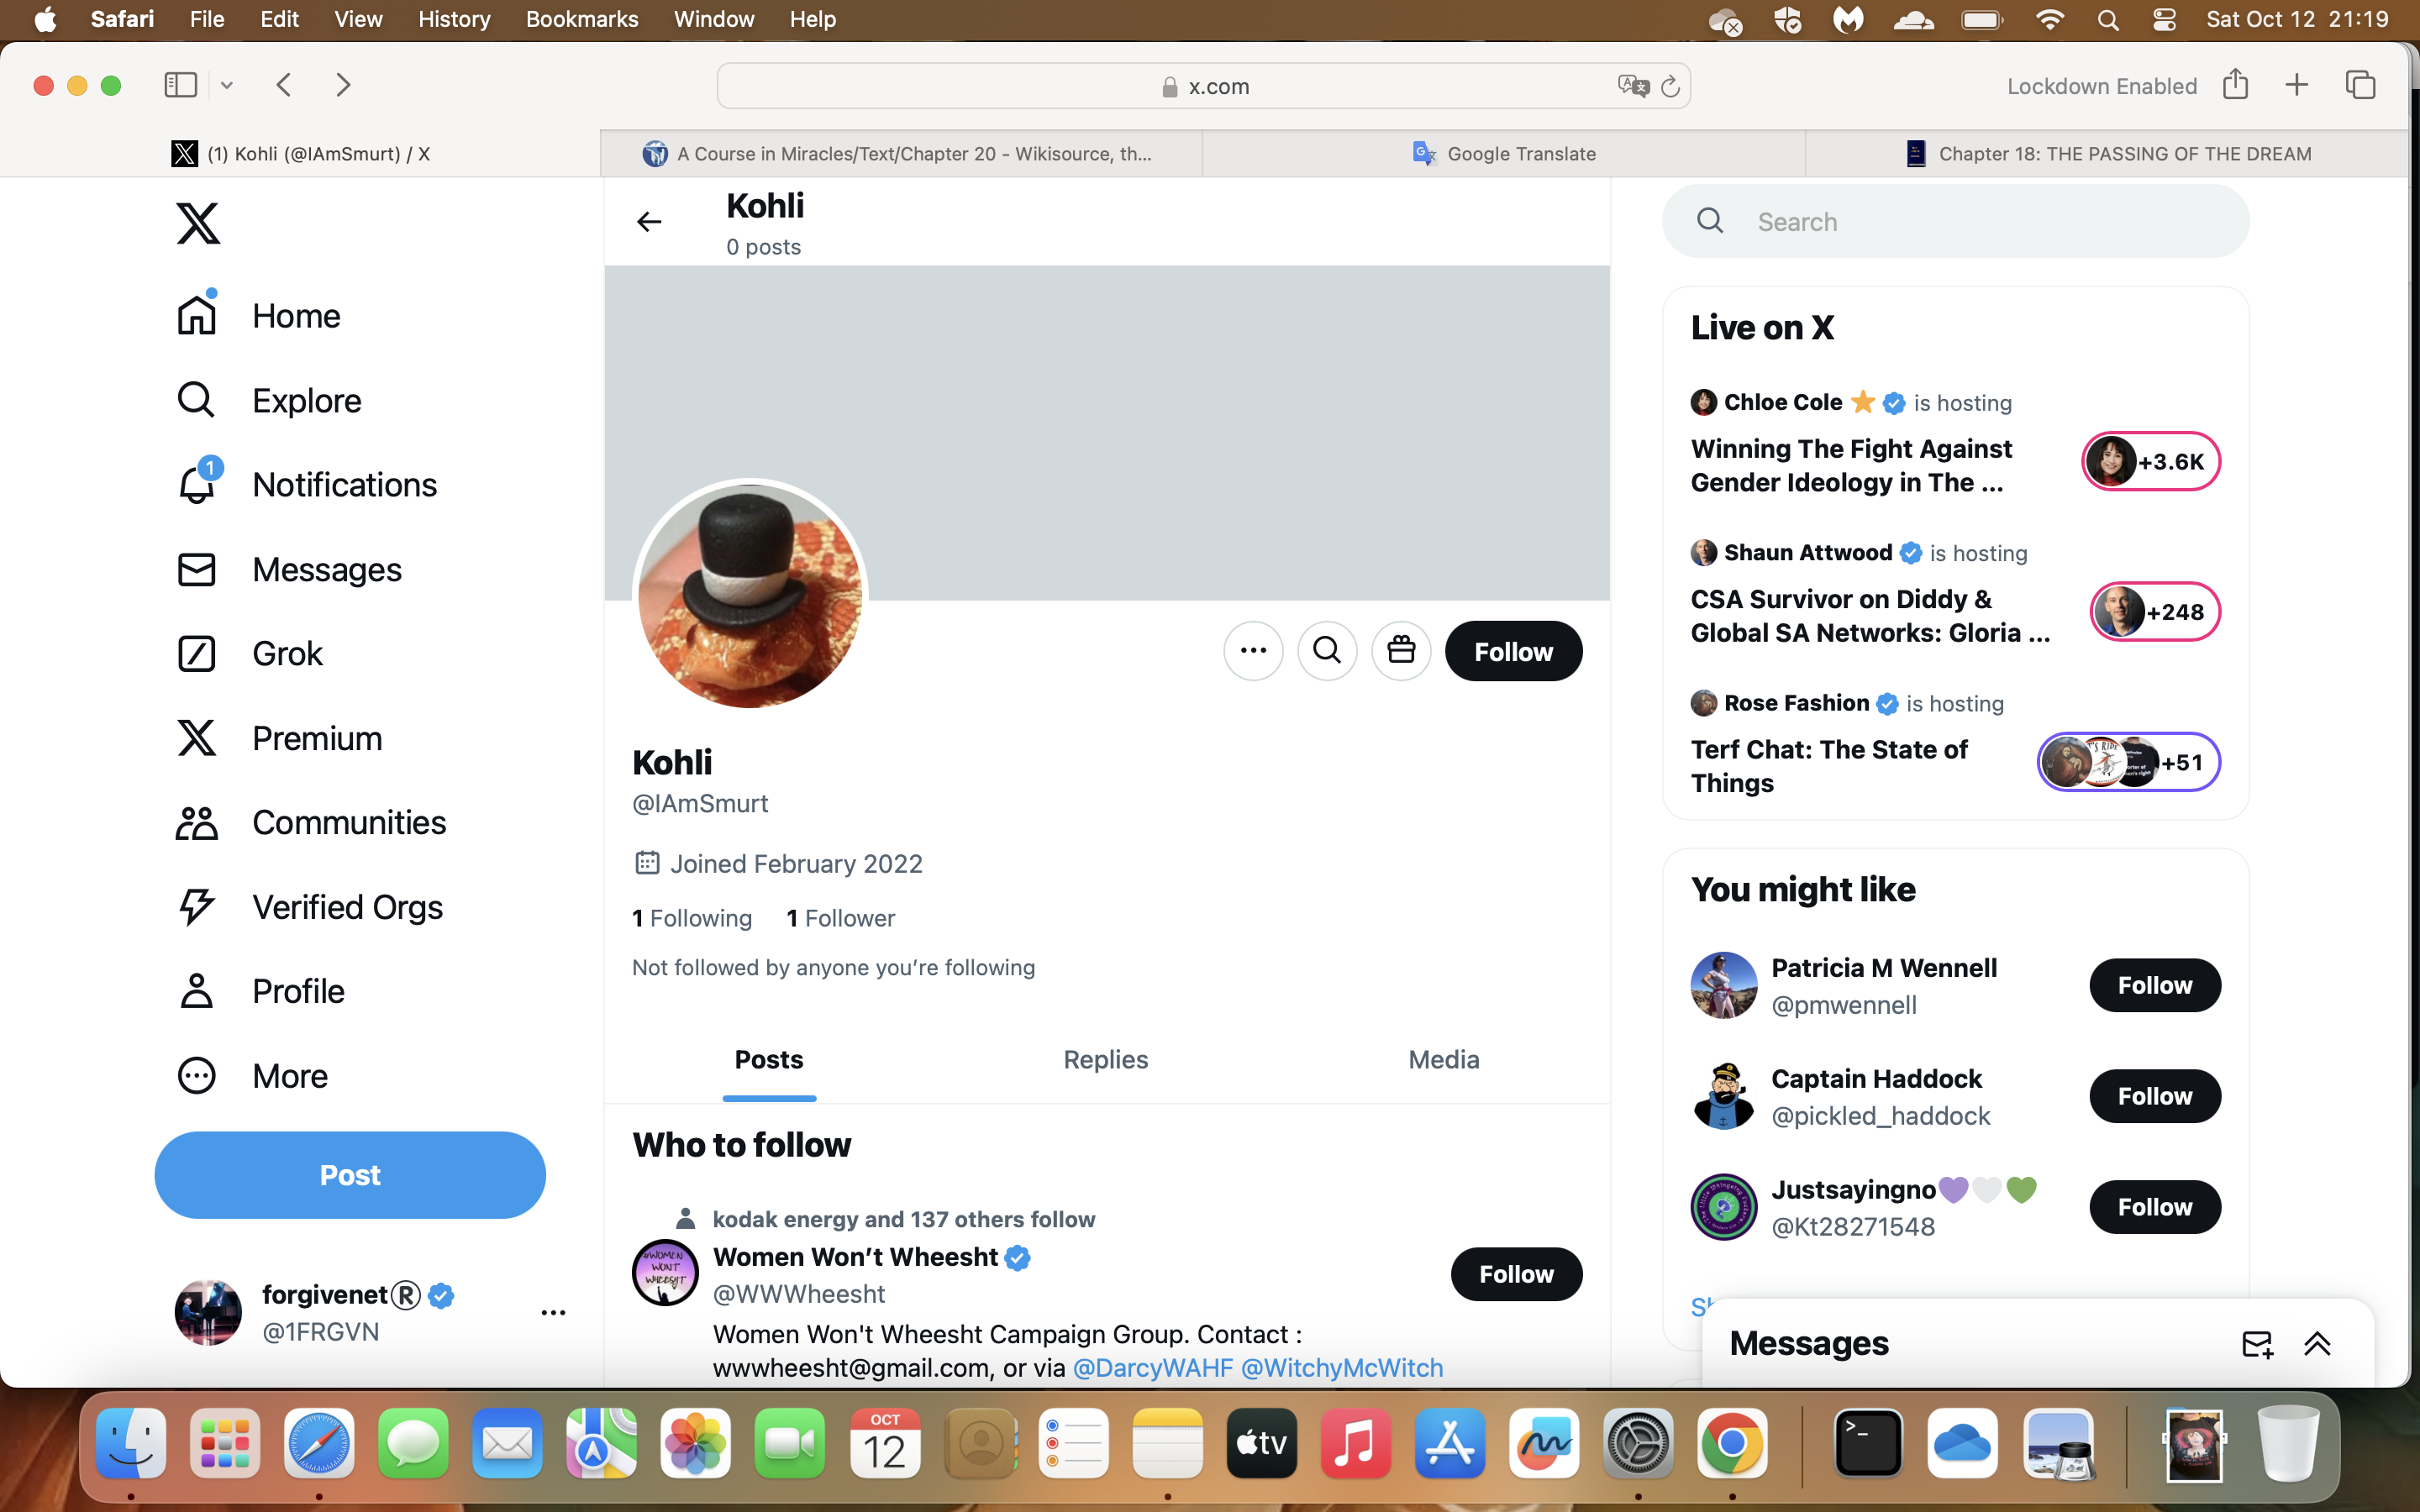 Safari File Edit View History Bookmarks Window Help
Sat Oct 12 21:19
x.com
Lockdown Enabled
(1) Kohli (@IAmSmurt) / X
A Course in Miracles/Text/Chapter 20 - Wikisource, th...
Google Translate
Chapter 18: THE PASSING OF THE DREAM
Home
Explore
1
Notifications
Messages
Grok
Premium
Communities
Verified Orgs
Profile
More
Post
forgivenet®
@1FRGVN
Kohli
0 posts
Follow
Kohli
@IAmSmurt
Joined February 2022
1 Following 1 Follower
Not followed by anyone you’re following
Posts Replies Media
Who to follow
kodak energy and 137 others follow
Women Won’t Wheesht
@WWWheesht
Follow
Women Won't Wheesht Campaign Group. Contact :
wwwheesht@gmail.com, or via @DarcyWAHF @WitchyMcWitch
Search
Live on X
Chloe Cole is hosting
Winning The Fight Against
Gender Ideology in The ...
+3.6K
Shaun Attwood is hosting
CSA Survivor on Diddy &
Global SA Networks: Gloria ...
+248
Rose Fashion is hosting
Terf Chat: The State of
Things
+51
You might like
Patricia M Wennell
@pmwennell
Follow
Captain Haddock
@pickled_haddock
Follow
Justsayingno
@Kt28271548
Follow
Messages
OCT
12
tv